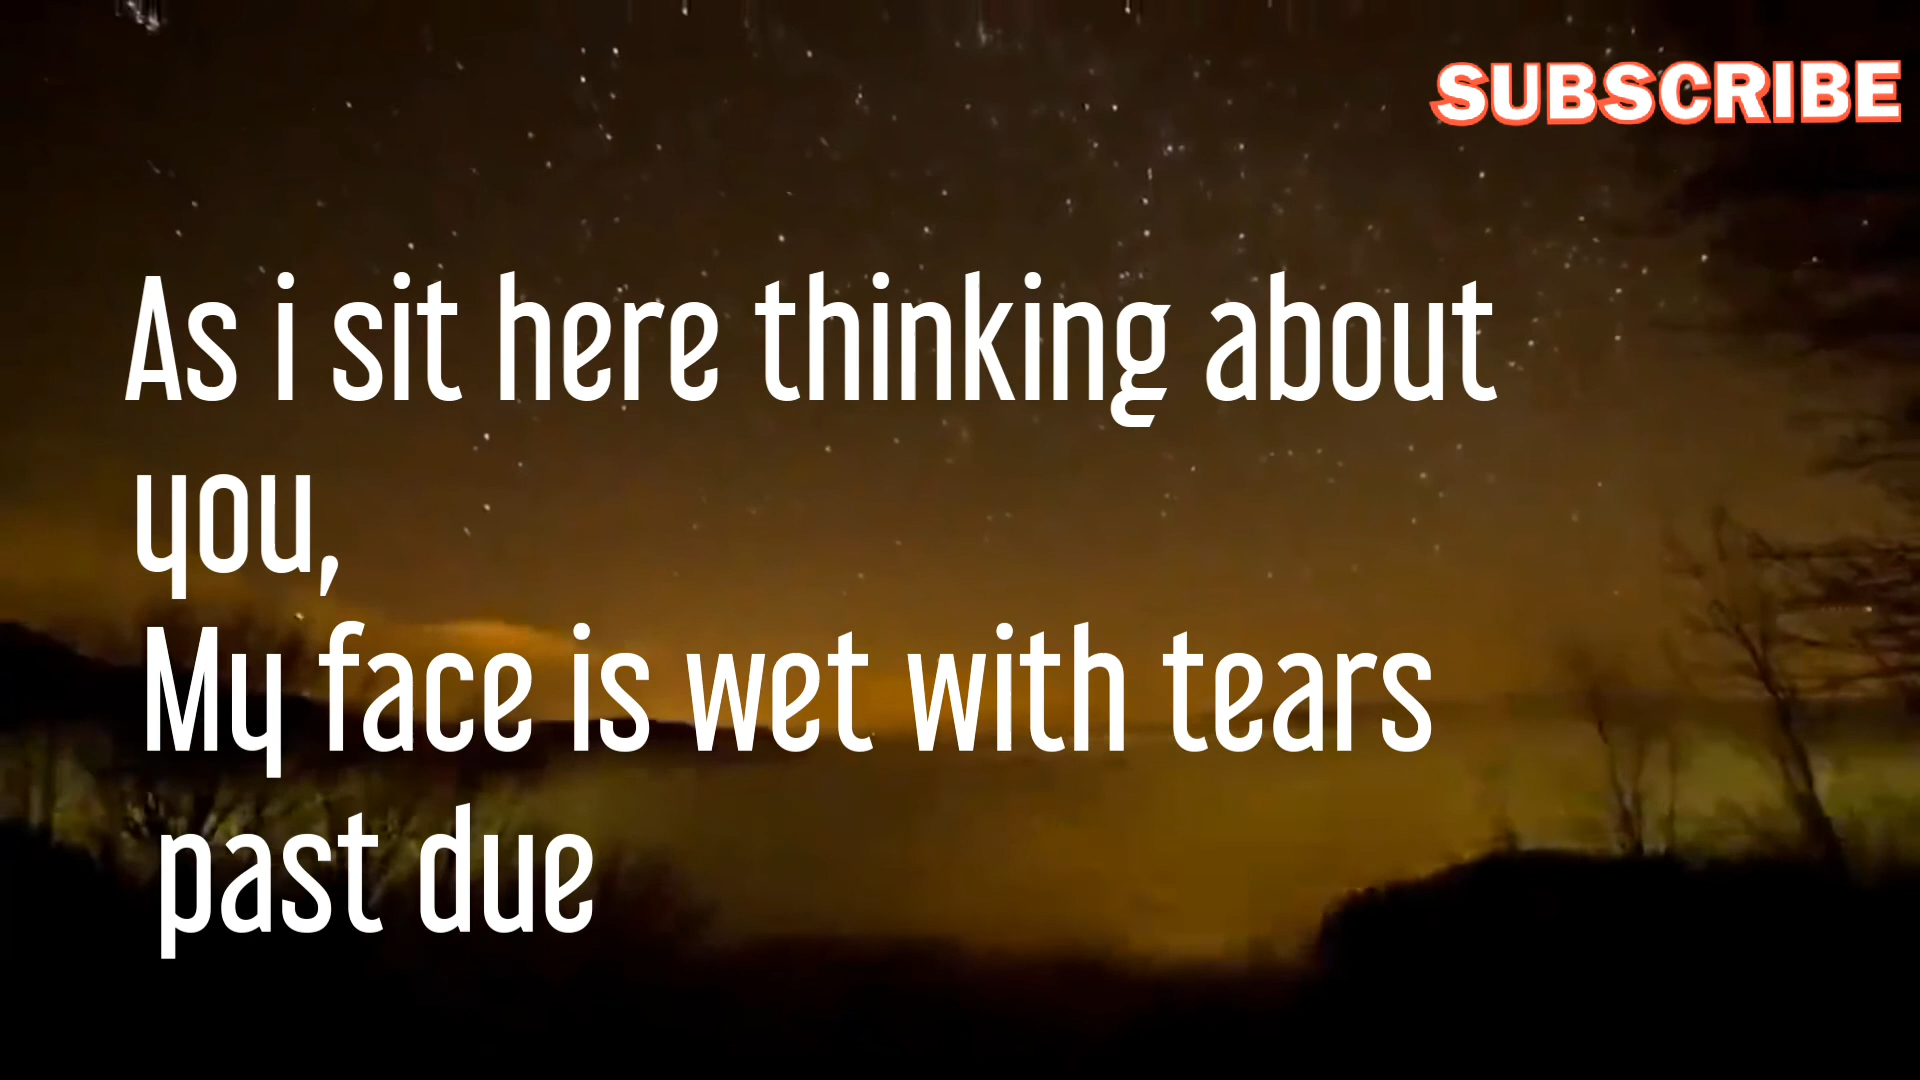 SUBSCRIBE
As i sit here thinking about
you,
My face is wet with tears
past due